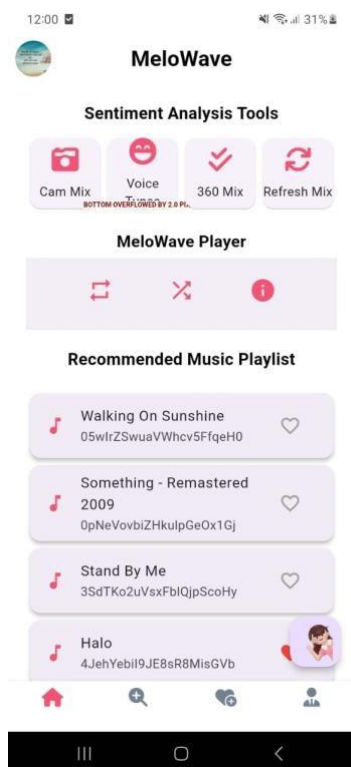 12:00
31%
MeloWave
Sentiment Analysis Tools
Cam Mix
Voice
Tunes
360 Mix
Refresh Mix
BOTTOM OVERFLOWED BY 2.0 PI
MeloWave Player
Recommended Music Playlist
Walking On Sunshine
05wIrZSwuaVWhcv5FfqeH0
Something - Remastered
2009
0pNeVovbiZHkulpGeOx1Gj
Stand By Me
3SdTKo2uVsxFblQjpScoHy
Halo
4JehYebiI9JE8sR8MisGVb